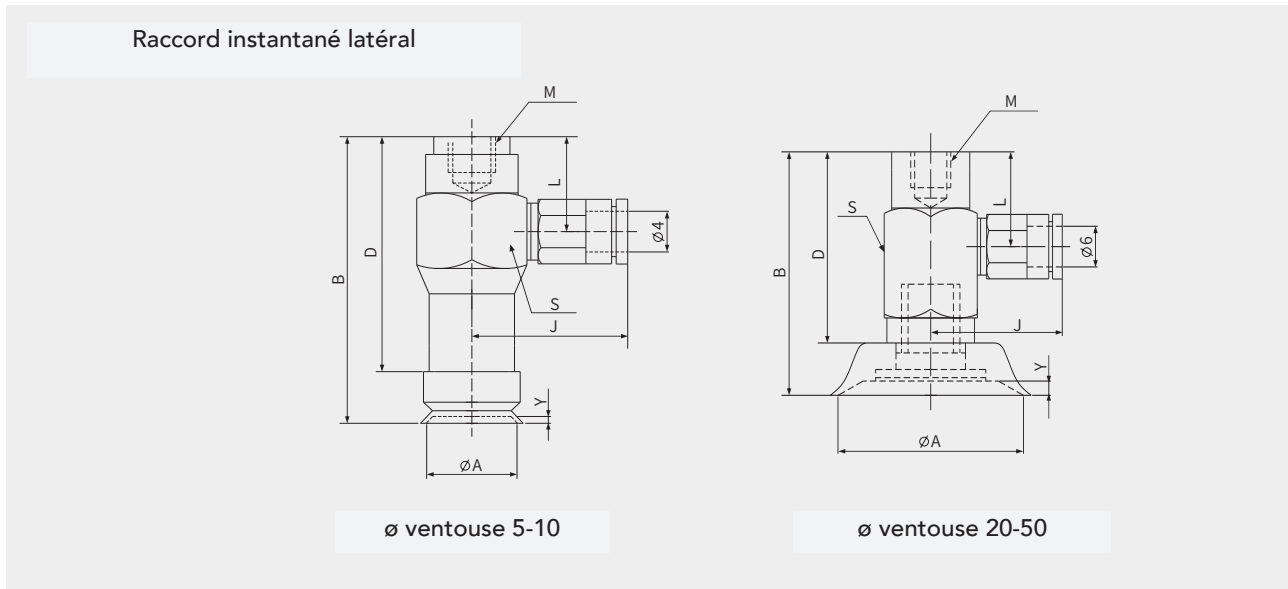 Raccord instantané latéral
M
L
ø4
D
B
S
J
Y
øA
M
L
S
ø6
D
B
J
Y
øA
ø ventouse 5-10
ø ventouse 20-50